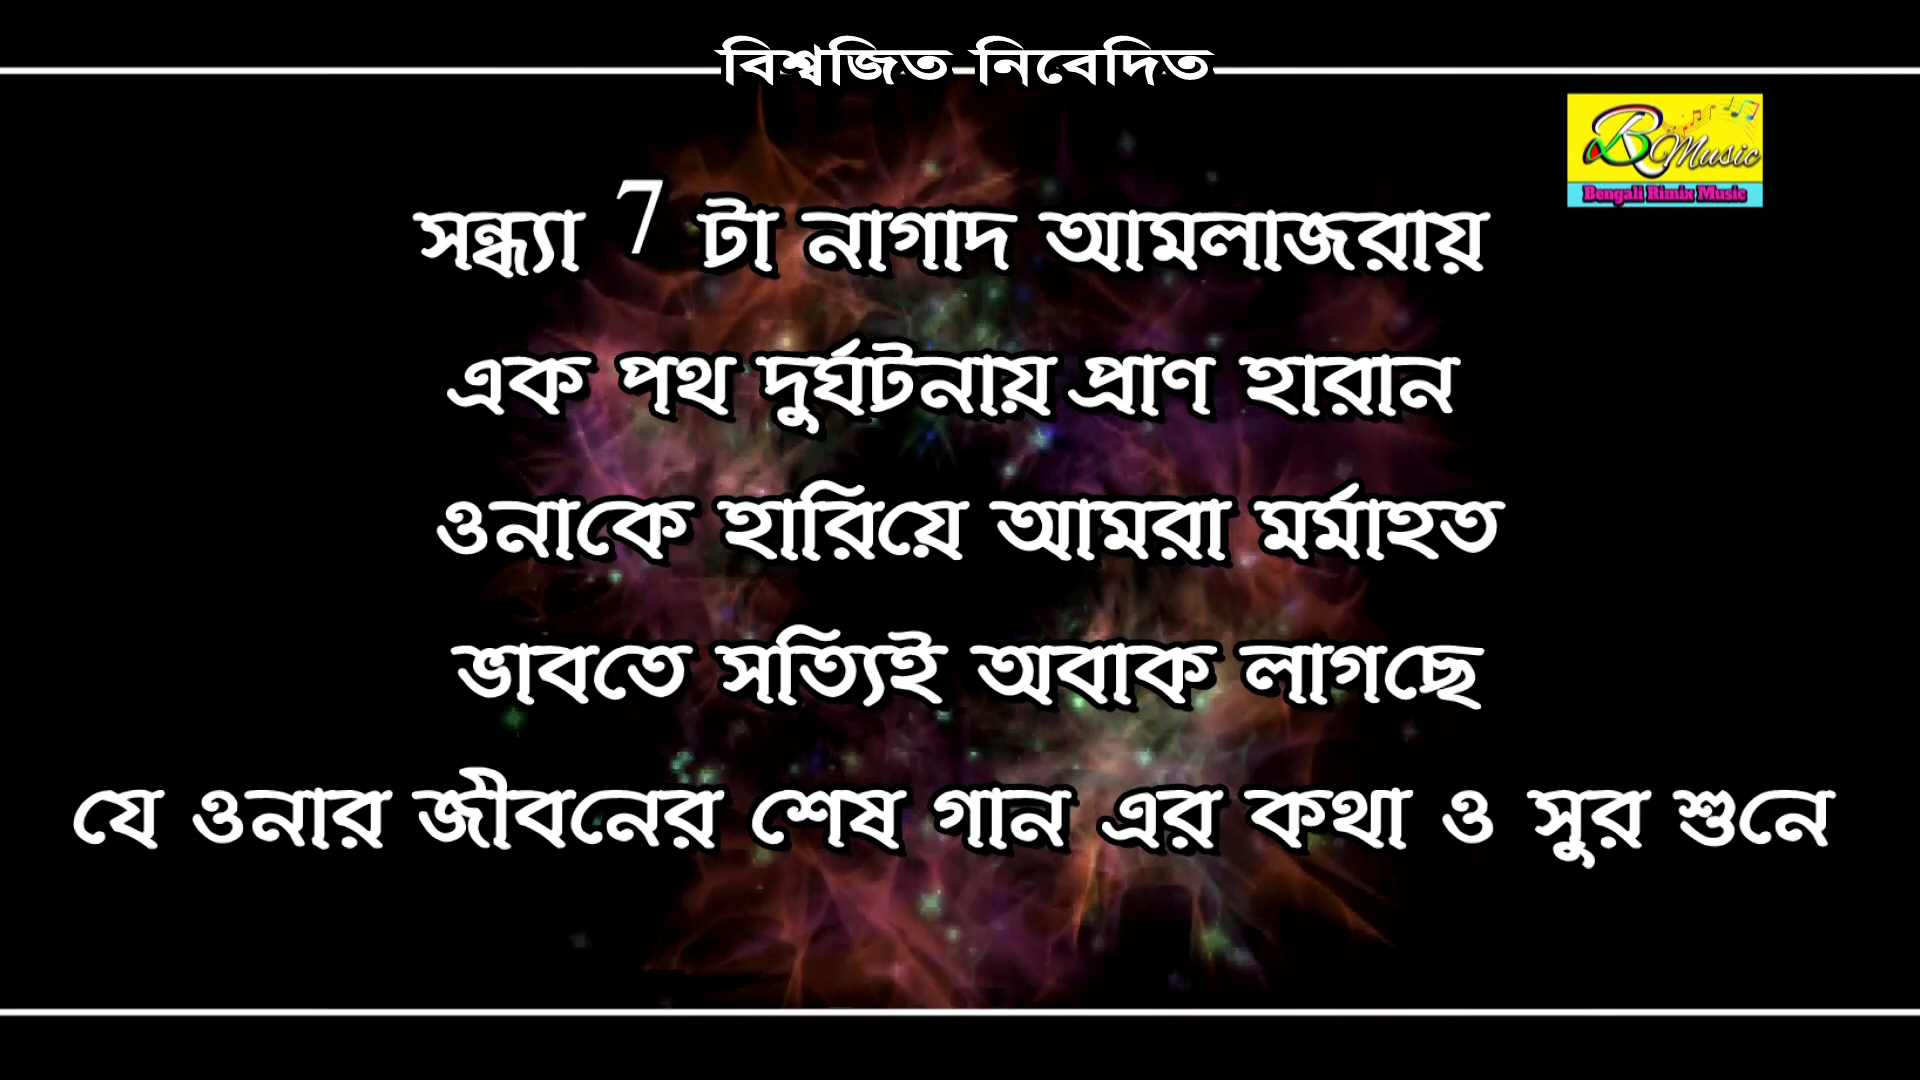 বিশ্বজিত নিবেদিত
B Music
Bengali Rimix Music
সন্ধ্যা 7 টা নাগাদ আমলাজরায়
এক পথ দুর্ঘটনায় প্রাণ হারান
ওনাকে হারিয়ে আমরা মর্মাহত
ভাবতে সত্যিই অবাক লাগছে
যে ওনার জীবনের শেষ গান এর কথা ও সুর শুনে